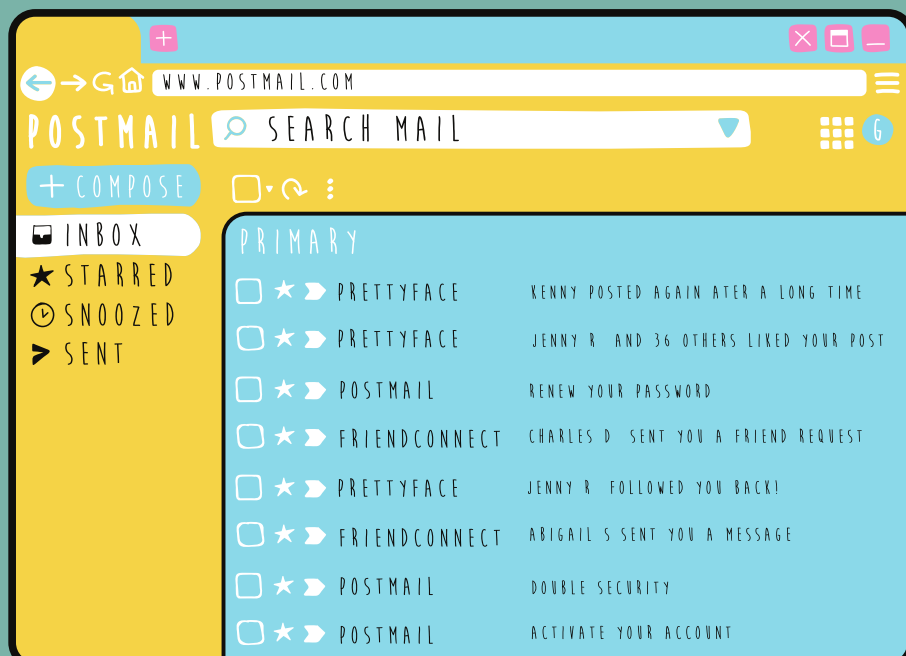 WWW.POSTMAIL.COM
POSTMAIL
SEARCH MAIL
G
COMPOSE
INBOX
STARRED
SNOOZED
SENT
PRIMARY
PRETTYFACE KENNY POSTED AGAIN ATER A LONG TIME
PRETTYFACE JENNY R AND 36 OTHERS LIKED YOUR POST
POSTMAIL RENEW YOUR PASSWORD
FRIENDCONNECT CHARLES D SENT YOU A FRIEND REQUEST
PRETTYFACE JENNY R FOLLOWED YOU BACK!
FRIENDCONNECT ABIGAIL S SENT YOU A MESSAGE
POSTMAIL DOUBLE SECURITY
POSTMAIL ACTIVATE YOUR ACCOUNT